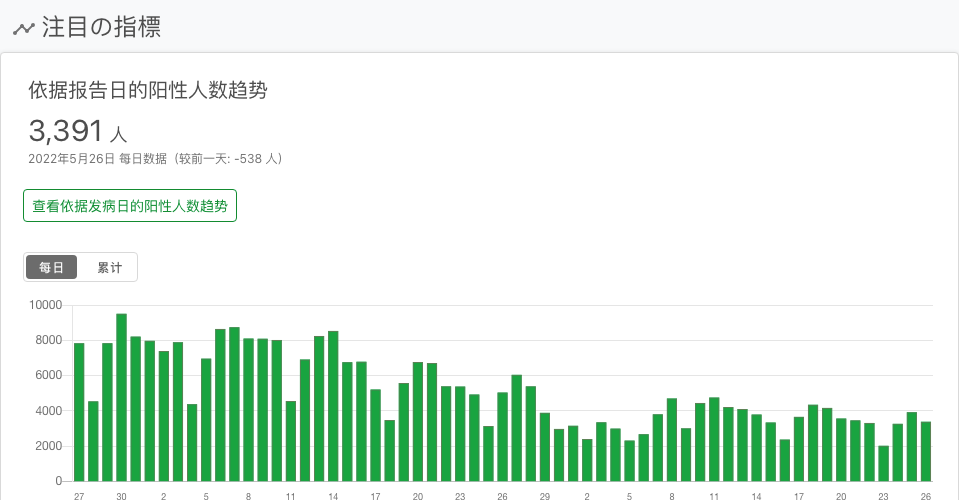 注目の指標
依据报告日的阳性人数趋势
3,391 人
2022年5月26日 每日数据（较前一天: -538 人）
查看依据发病日的阳性人数趋势
每日 累计
10000
8000
6000
4000
2000
0
27 30 2 5 8 11 14 17 20 23 26 29 2 5 8 11 14 17 20 23 26